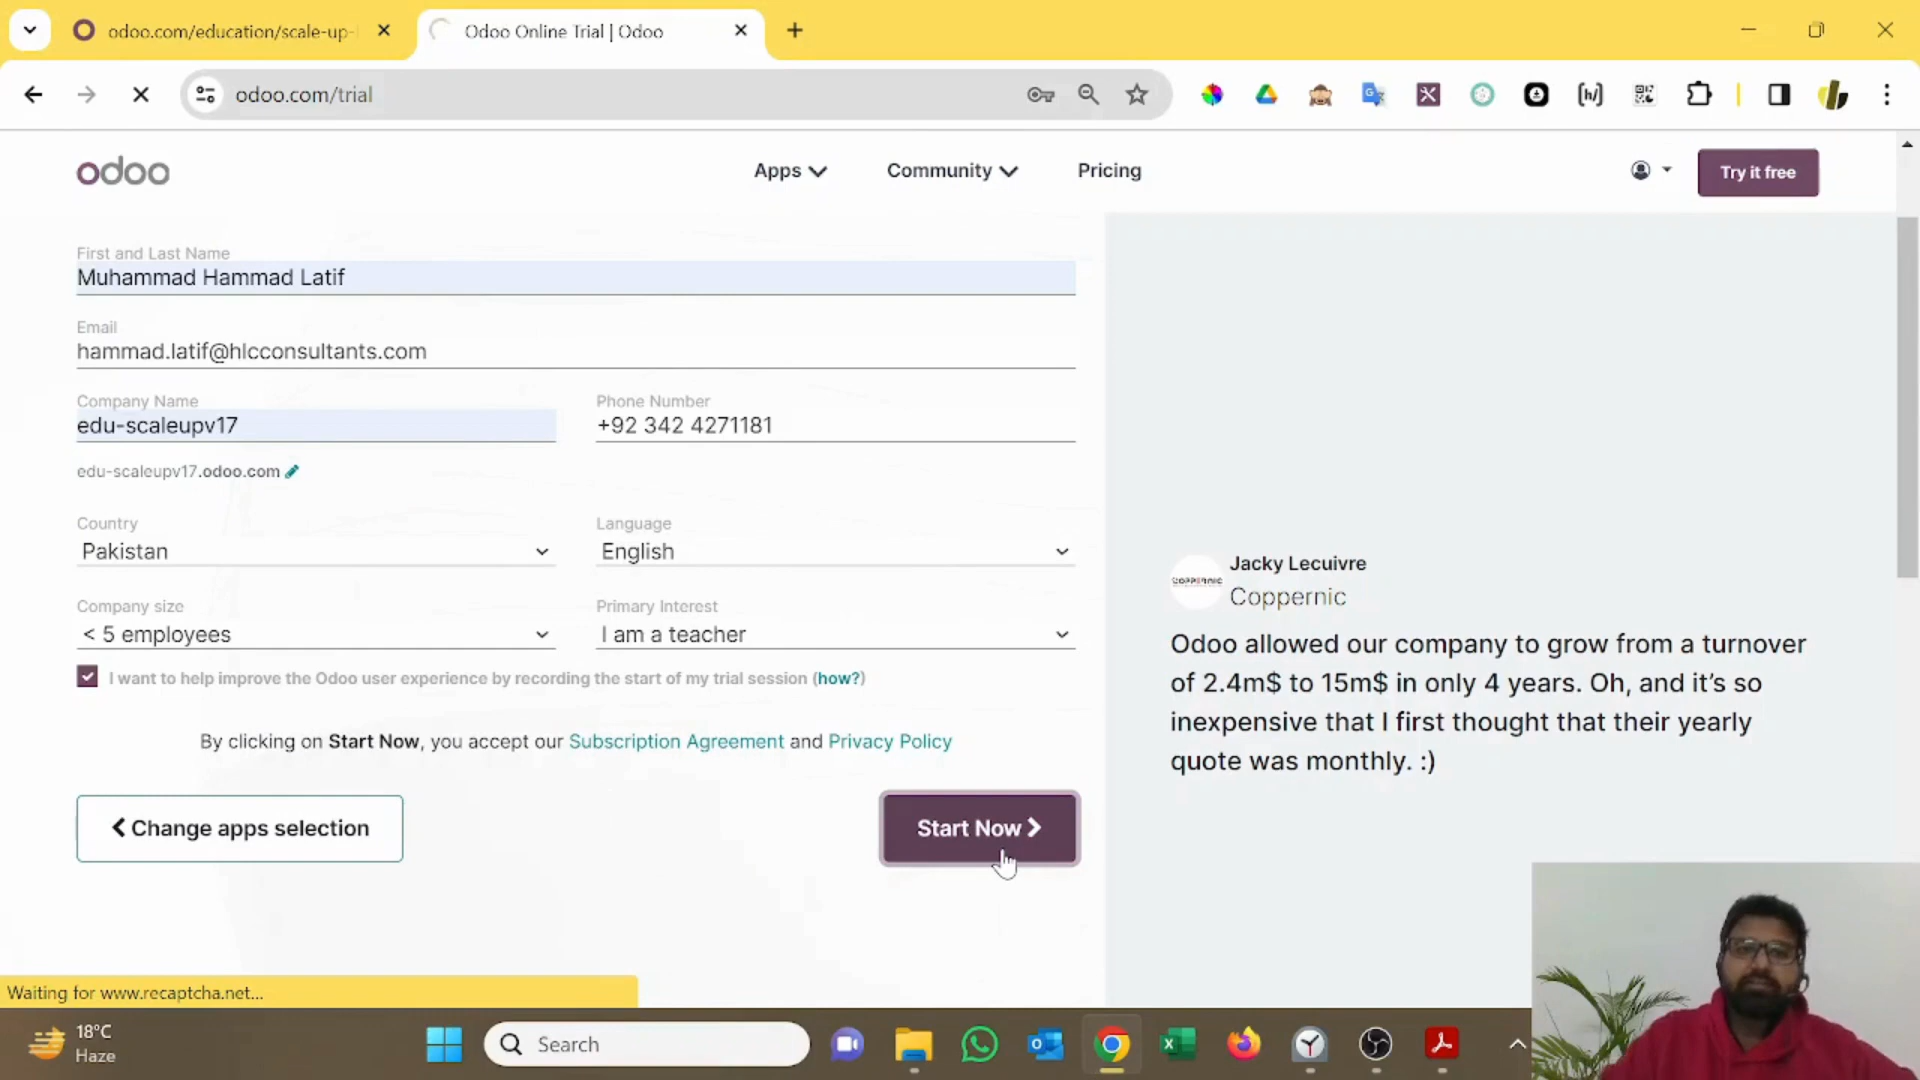 odoo.com/education/scale-up-
Odoo Online Trial | Odoo
odoo.com/trial
odoo
Apps
Community
Pricing
Try it free
First and Last Name
Muhammad Hammad Latif
Email
hammad.latif@hlcconsultants.com
Company Name
edu-scaleupv17
Phone Number
+92 342 4271181
edu-scaleupv17.odoo.com
Country
Pakistan
Language
English
Company size
< 5 employees
Primary Interest
I am a teacher
I want to help improve the Odoo user experience by recording the start of my trial session (how?)
By clicking on Start Now, you accept our Subscription Agreement and Privacy Policy
Change apps selection
Start Now
COPPERNIC
Jacky Lecuivre
Coppernic
Odoo allowed our company to grow from a turnover
of 2.4m$ to 15m$ in only 4 years. Oh, and it's so
inexpensive that I first thought that their yearly
quote was monthly. :)
Waiting for www.recaptcha.net...
18°C
Haze
Search